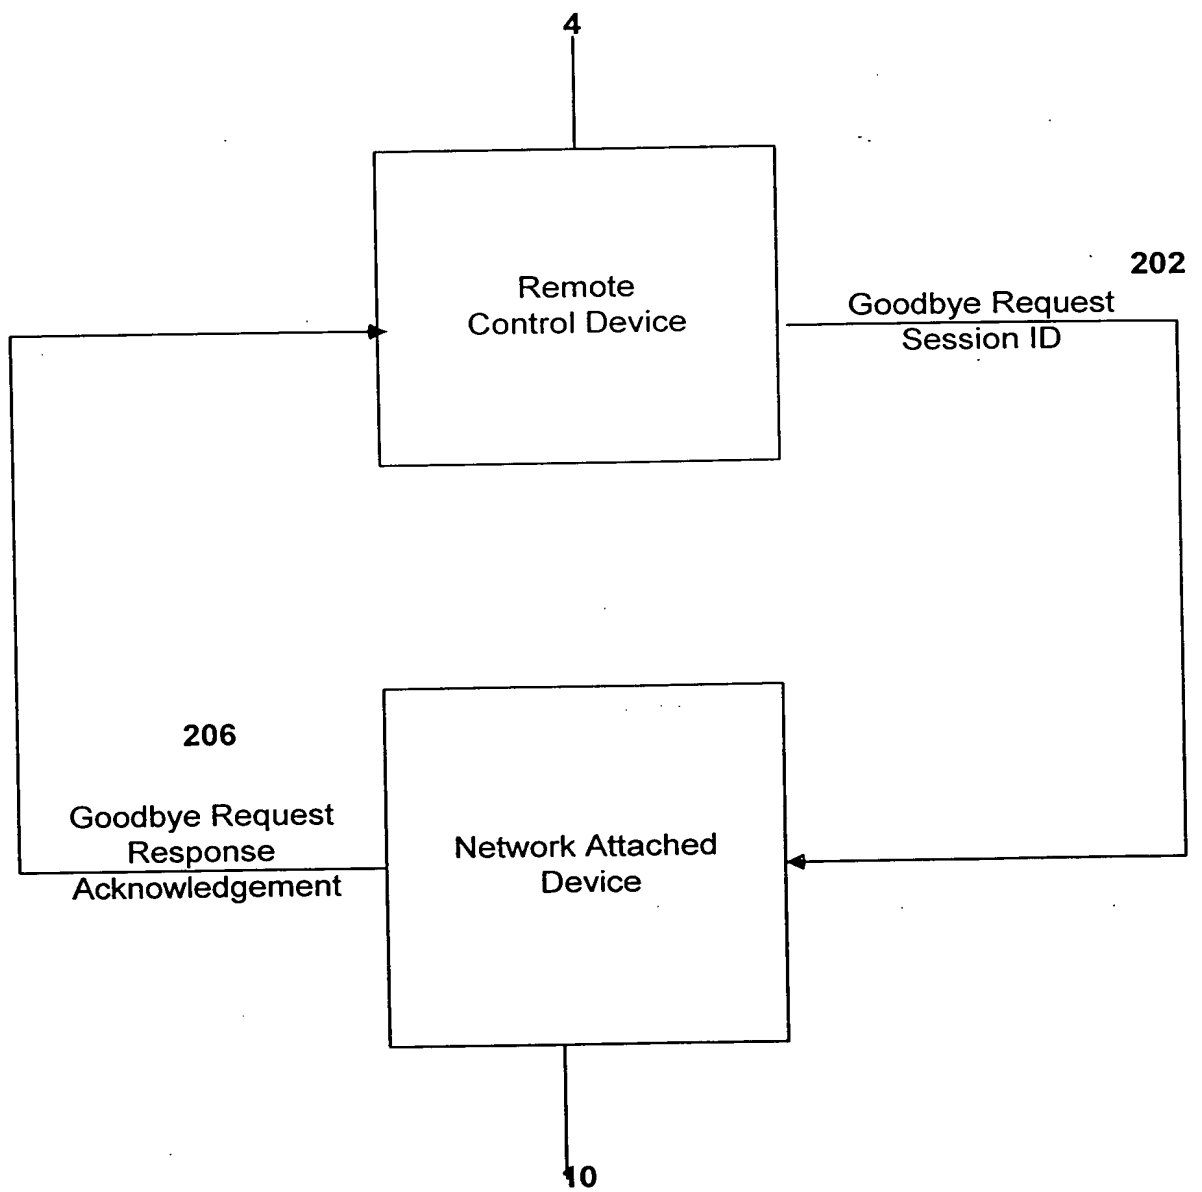 4
Remote
Control Device
202
Goodbye Request
Session ID
206
Goodbye Request
Response
Acknowledgement
Network Attached
Device
10